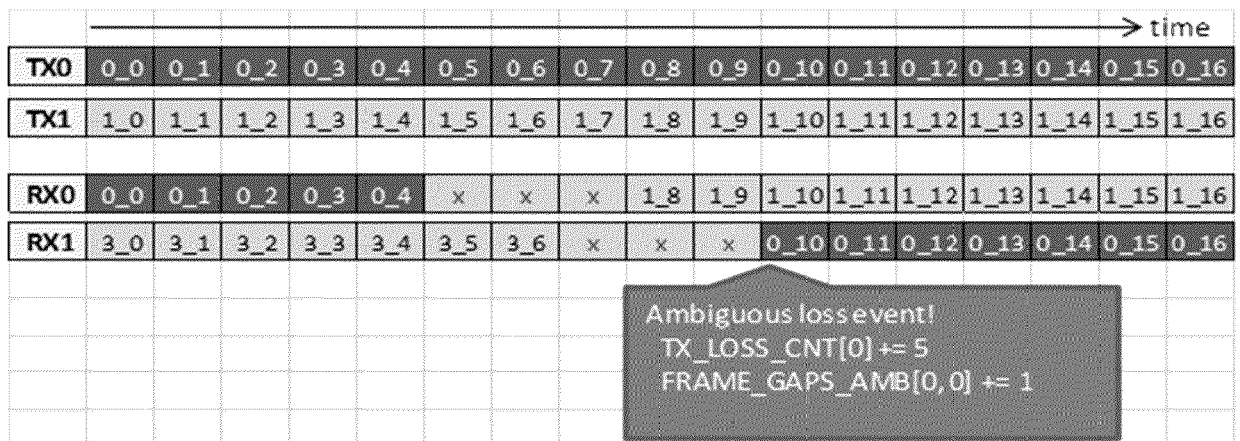 time
TX0 0_0 0_1 0_2 0_3 0_4 0_5 0_6 0_7 0_8 0_9 0_10 0_11 0_12 0_13 0_14 0_15 0_16
TX1 1_0 1_1 1_2 1_3 1_4 1_5 1_6 1_7 1_8 1_9 1_10 1_11 1_12 1_13 1_14 1_15 1_16
RX0 0_0 0_1 0_2 0_3 0_4 x x x 1_8 1_9 1_10 1_11 1_12 1_13 1_14 1_15 1_16
RX1 3_0 3_1 3_2 3_3 3_4 3_5 3_6 x x x 0_10 0_11 0_12 0_13 0_14 0_15 0_16
Ambiguous loss event!
TX_LOSS_CNT[0] += 5
FRAME_GAPS_AMB[0,0] += 1